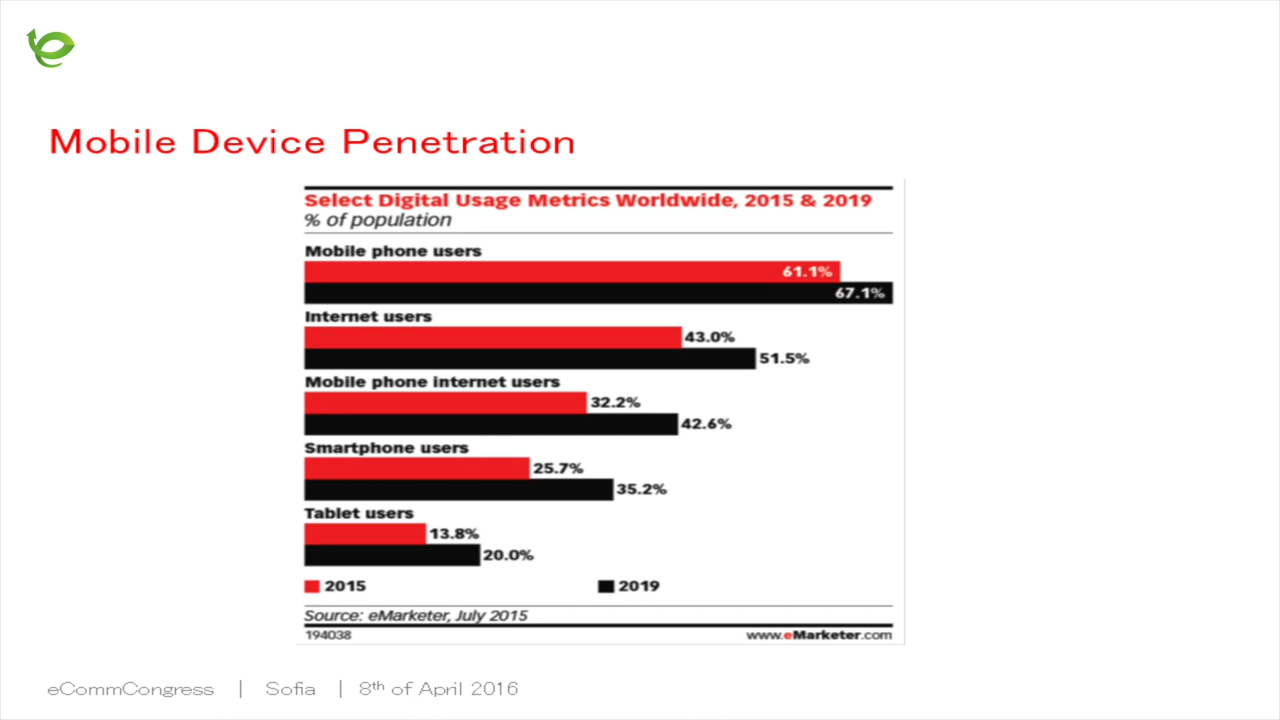 Mobile Device Penetration
Select Digital Usage Metrics Worldwide, 2015 & 2019
% of population
Mobile phone users
61.1%
67.1%
Internet users
43.0%
51.5%
Mobile phone internet users
32.2%
42.6%
Smartphone users
25.7%
35.2%
Tablet users
13.8%
20.0%
2015 2019
Source: eMarketer, July 2015
194038 www.eMarketer.com
eCommCongress | Sofia | 8th of April 2016